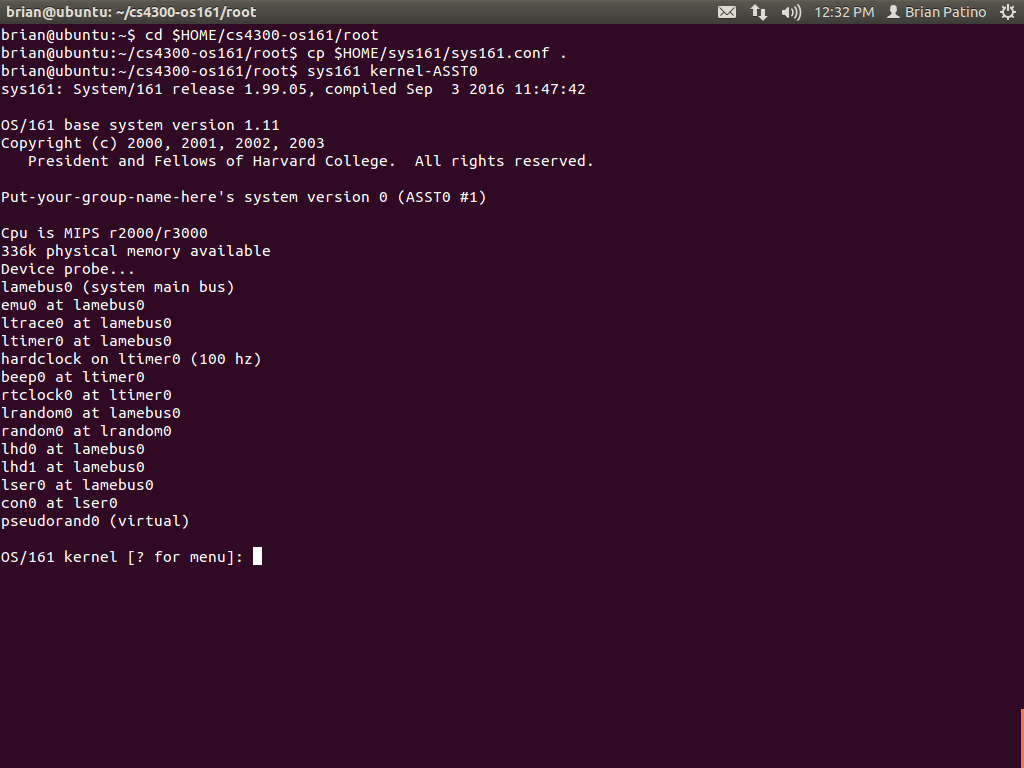 brian@ubuntu: ~/cs4300-os161/root
12:32 PM
Brian Patino
brian@ubuntu:~$ cd $HOME/cs4300-os161/root
brian@ubuntu:~/cs4300-os161/root$ cp $HOME/sys161/sys161.conf .
brian@ubuntu:~/cs4300-os161/root$ sys161 kernel-ASST0
sys161: System/161 release 1.99.05, compiled Sep  3 2016 11:47:42
OS/161 base system version 1.11
Copyright (c) 2000, 2001, 2002, 2003
   President and Fellows of Harvard College.  All rights reserved.
Put-your-group-name-here's system version 0 (ASST0 #1)
Cpu is MIPS r2000/r3000
336k physical memory available
Device probe...
lamebus0 (system main bus)
emu0 at lamebus0
ltrace0 at lamebus0
ltimer0 at lamebus0
hardclock on ltimer0 (100 hz)
beep0 at ltimer0
rtclock0 at ltimer0
lrandom0 at lamebus0
random0 at lrandom0
lhd0 at lamebus0
lhd1 at lamebus0
lser0 at lamebus0
con0 at lser0
pseudorand0 (virtual)
OS/161 kernel [? for menu]: